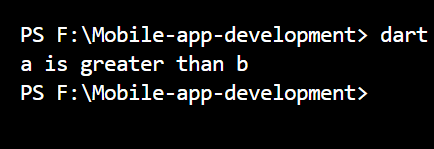 PS F:\Mobile-app-development> dart
a is greater than b
PS F:\Mobile-app-development>